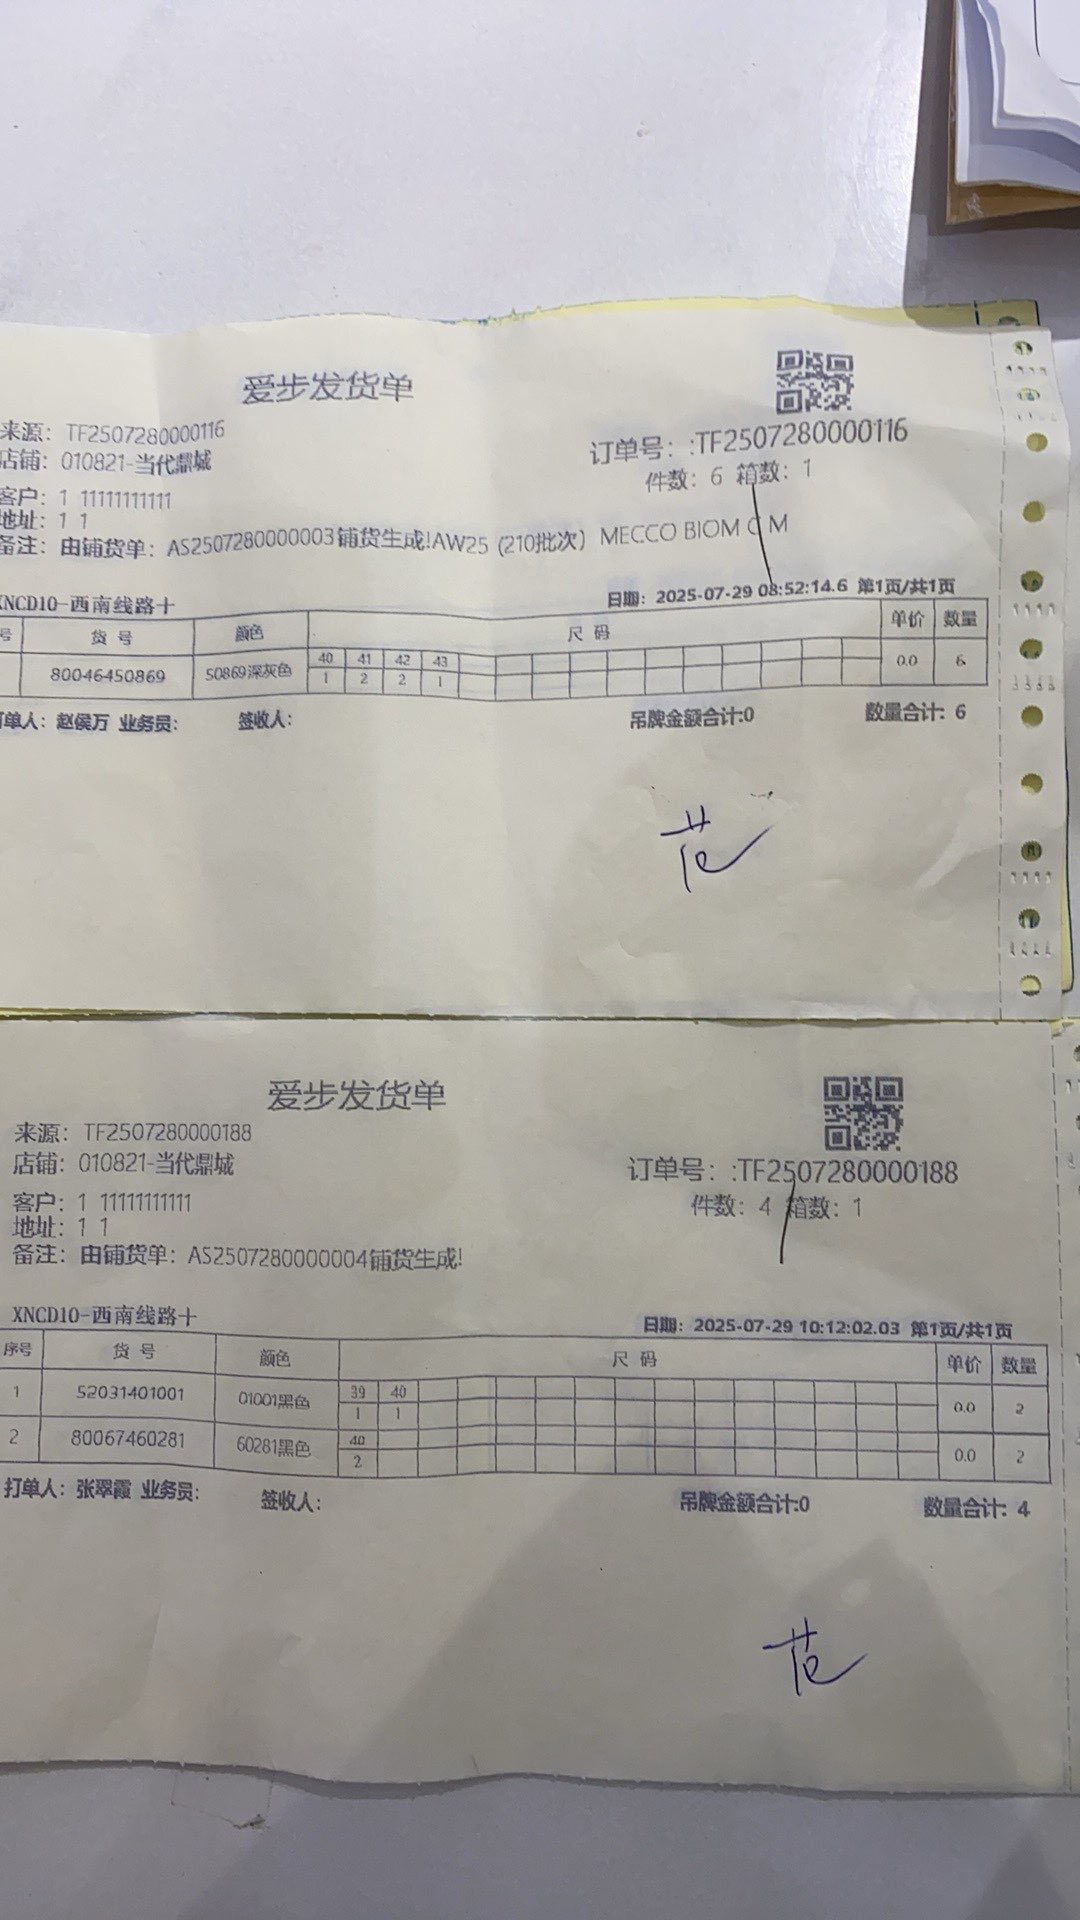 爱步发货单
来源：TF2507280000116
店铺：010821-当代鼎城
订单号：:TF2507280000116
件数：6 箱数：1
客户：1 11111111111
地址：1 1
备注：由铺货单：AS2507280000003铺货生成!AW25 (210批次) MECCO BIOM C M
XNCD10-西南线路十
日期：2025-07-29 08:52:14.6 第1页/共1页
号 货号 颜色 尺码 单价 数量
80046450869 50869深灰色 40 41 42 43 0.0 6
1 2 2 1
打单人：赵侯万 业务员： 签收人： 吊牌金额合计:0 数量合计: 6
范
爱步发货单
来源：TF2507280000188
店铺：010821-当代鼎城
订单号：:TF2507280000188
件数：4 箱数：1
客户：1 11111111111
地址：1 1
备注：由铺货单：AS2507280000004铺货生成!
XNCD10-西南线路十
日期：2025-07-29 10:12:02.03 第1页/共1页
序号 货号 颜色 尺码 单价 数量
1 52031401001 01001黑色 39 40 0.0 2
1 1
2 80067460281 60281黑色 40 0.0 2
2
打单人：张翠霞 业务员： 签收人： 吊牌金额合计:0 数量合计: 4
范